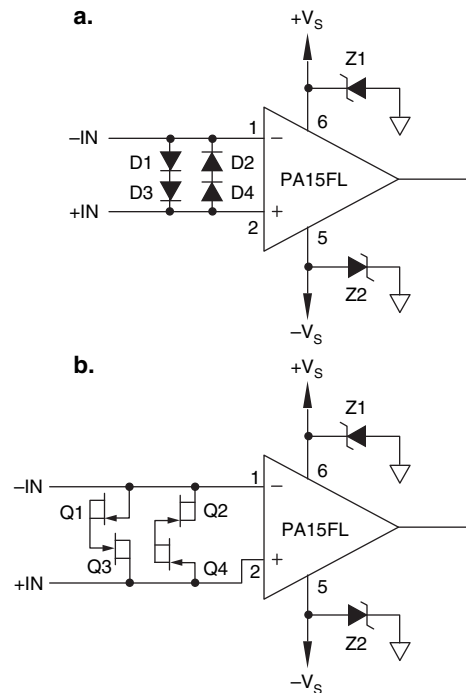 a.
+VS
Z1
6
−IN
1
−
D1
D2
PA15FL
D3
D4
+IN
+
2
5
Z2
−VS
b.
+VS
Z1
6
−IN
1
−
Q1
Q2
PA15FL
Q3
Q4
+
+IN
2
5
Z2
−VS